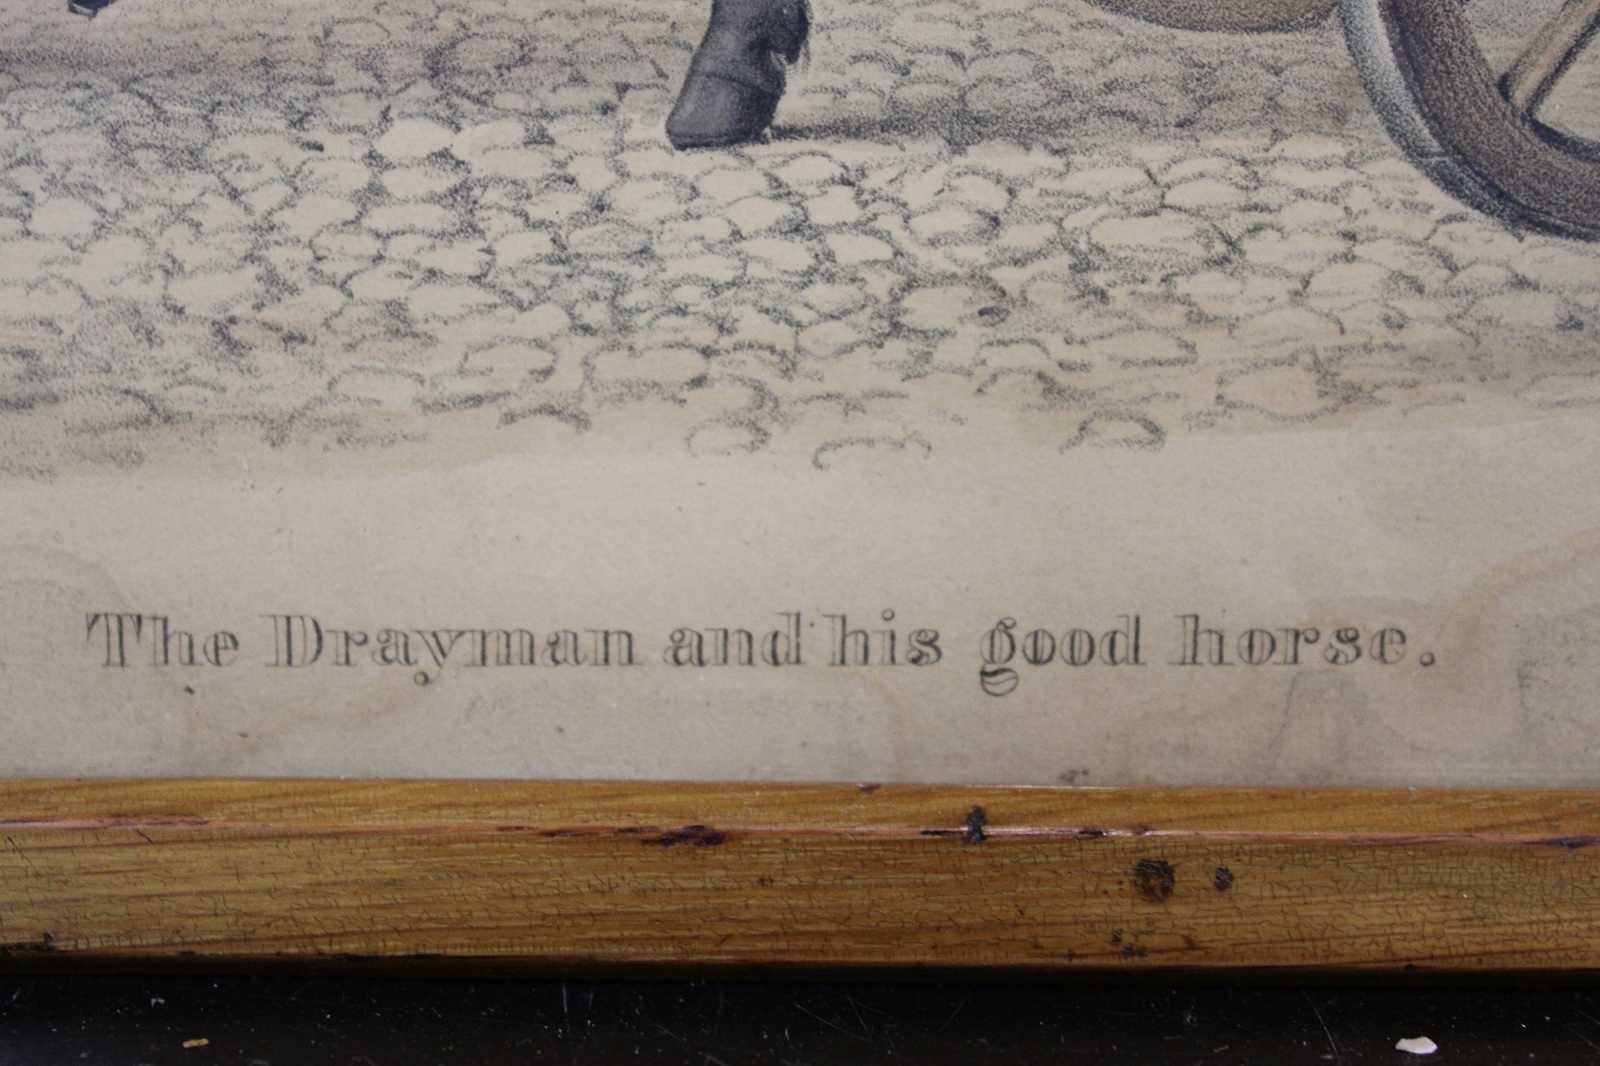 The Drayman and his good horse.